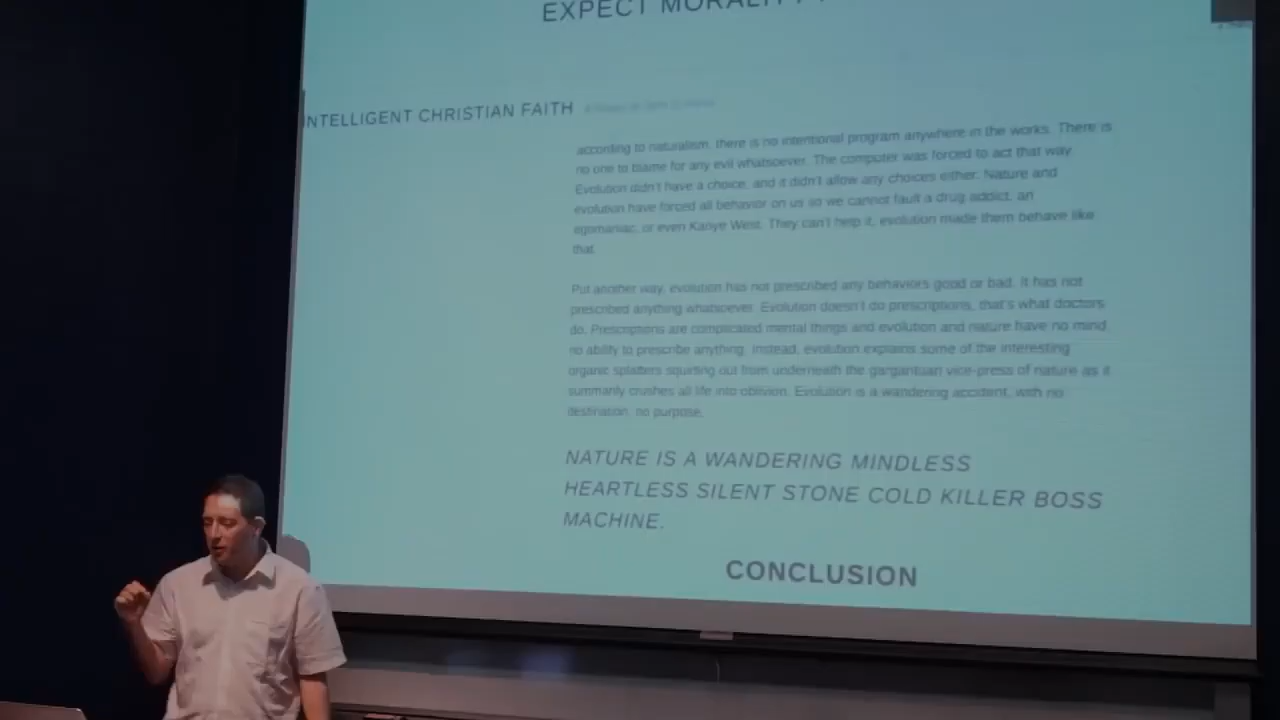 EXPECT MORALITY
INTELLIGENT CHRISTIAN FAITH
according to naturalism, there is no intentional program anywhere in the works. There is
no one to blame for any evil whatsoever. The computer was forced to act that way.
Evolution didn't have a choice, and it didn't allow any choices either. Nature and
evolution have forced all behavior on us so we cannot fault a drug addict, an
egomaniac, or even Kanye West. They can't help it, evolution made them behave like
that.
Put another way, evolution has not prescribed any behaviors good or bad. It has not
prescribed anything whatsoever. Evolution doesn't do prescriptions, that's what doctors
do. Prescriptions are complicated mental things and evolution and nature have no mind,
no ability to prescribe anything. Instead, evolution explains some of the interesting
organic splatters squirting out from underneath the gargantuan vice-press of nature as it
summarily crushes all life into oblivion. Evolution is a wandering accident, with no
destination, no purpose.
NATURE IS A WANDERING MINDLESS
HEARTLESS SILENT STONE COLD KILLER BOSS
MACHINE.
CONCLUSION